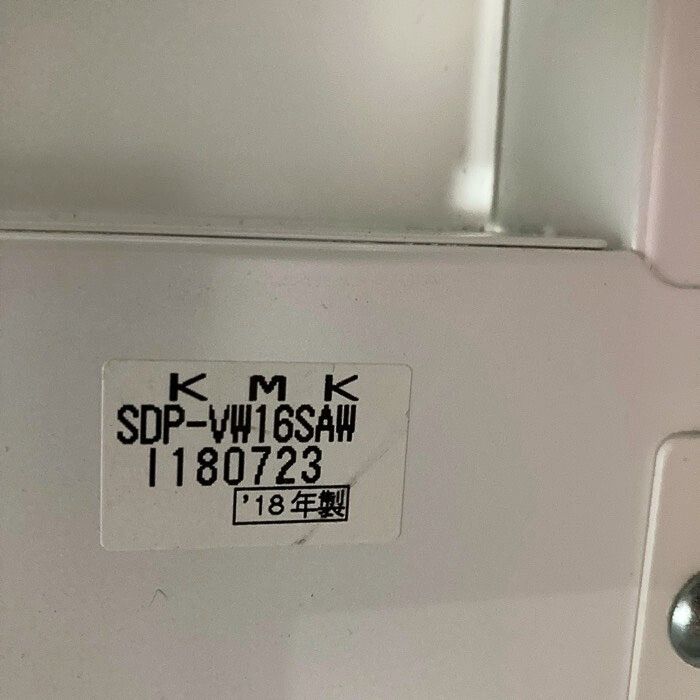 K M K
SDP-VW16SAW
I180723
'18年製